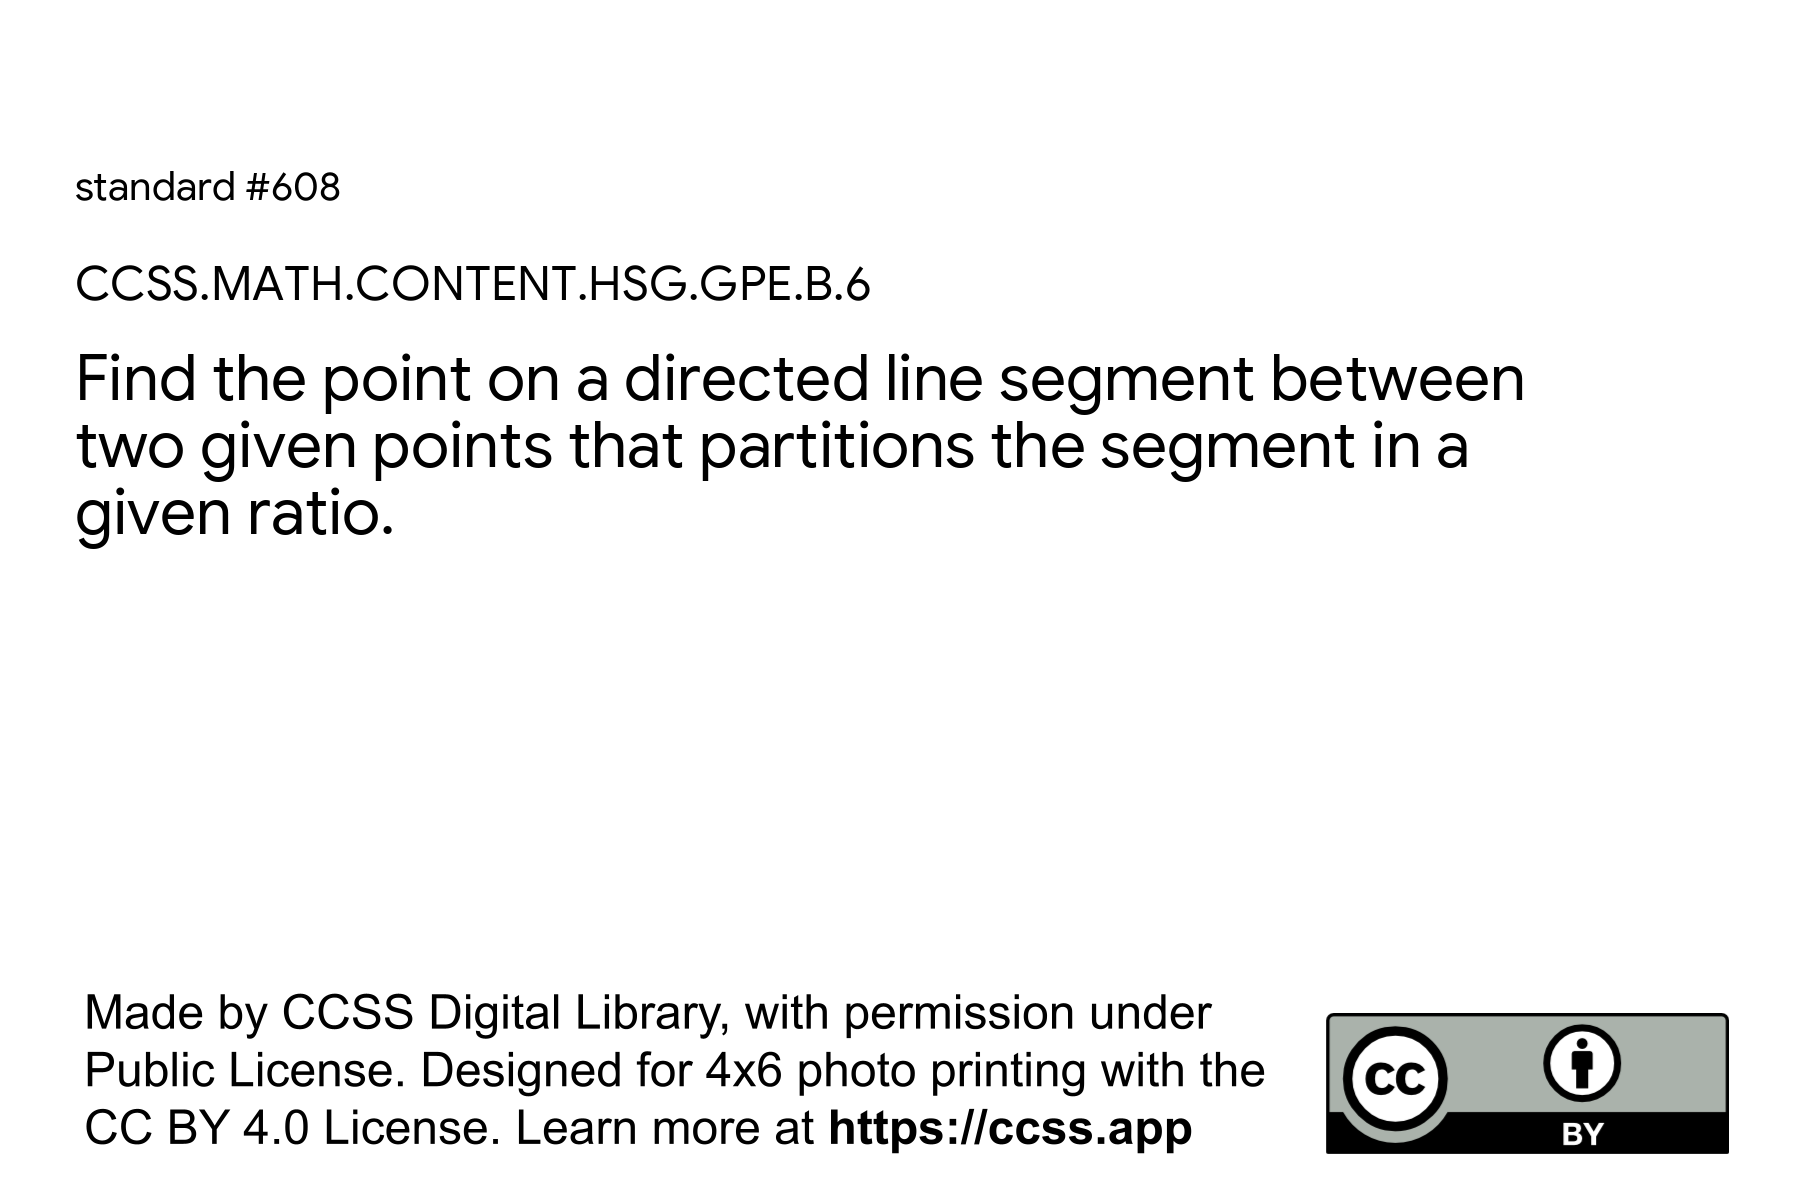 standard #608
CCSS.MATH.CONTENT.HSG.GPE.B.6
Find the point on a directed line segment between
two given points that partitions the segment in a
given ratio.
Made by CCSS Digital Library, with permission under
Public License. Designed for 4x6 photo printing with the
CC BY 4.0 License. Learn more at https://ccss.app
CC
BY